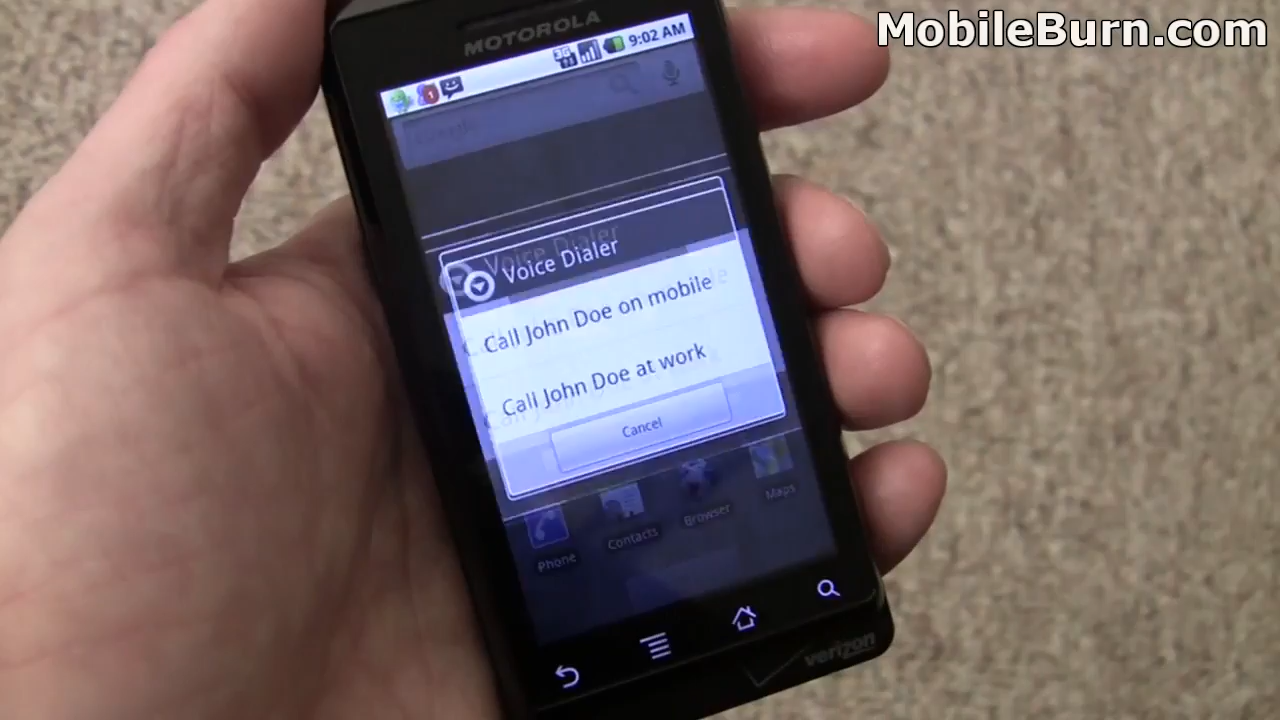 MobileBurn.com
MOTOROLA
9:02 AM
Voice Dialer
Call John Doe on mobile
Call John Doe at work
Cancel
Phone
Contacts
Browser
Maps
verizon